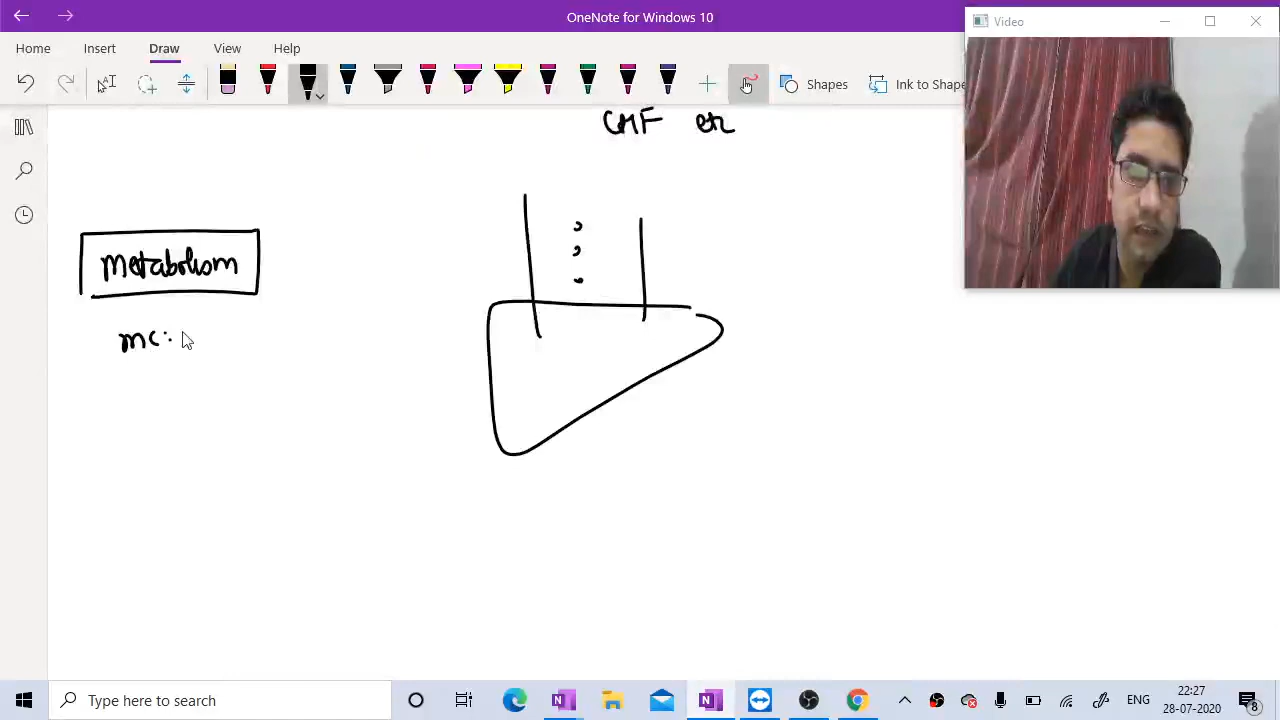 OneNote for Windows 10
Video
Home Insert Draw View Help
Shapes Ink to Shape
etc
Metabolism
mc:
Type here to search
ENG
22:27
28-07-2020
8